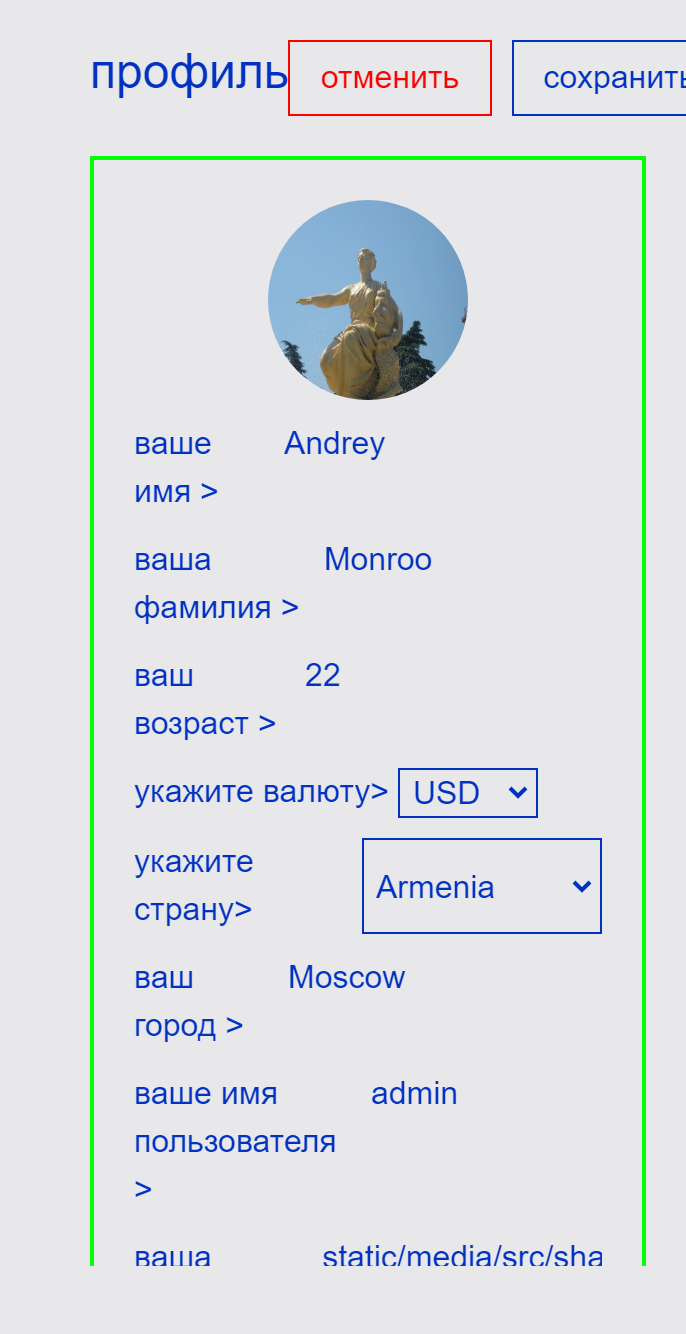 профиль отменить сохранить
ваше Andrey
имя >
ваша Monroo
фамилия >
ваш 22
возраст >
укажите валюту> USD
укажите
страну> Armenia
ваш Moscow
город >
ваше имя admin
пользователя
>
ваша static/media/src/sha